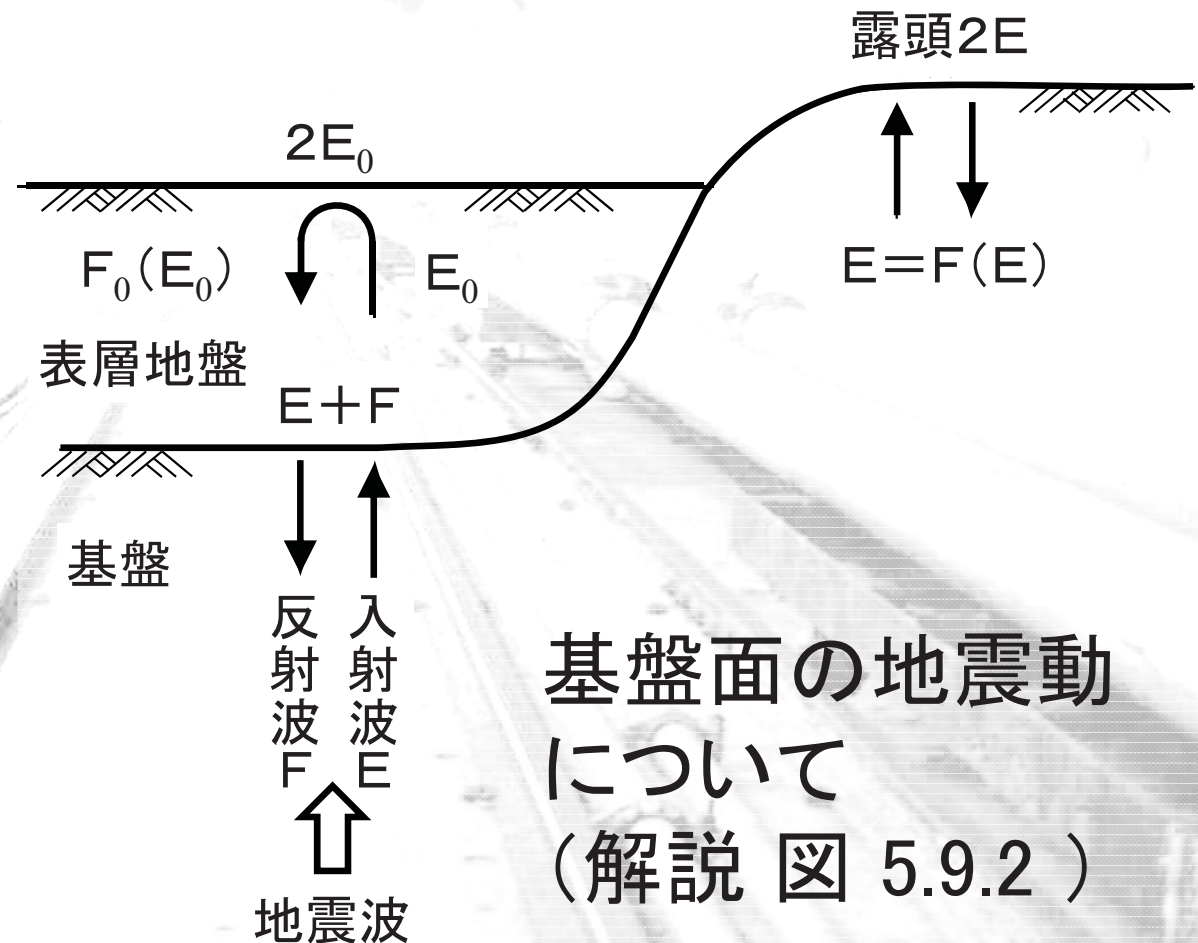 露頭2E
2E₀
F₀(E₀)
E₀
E=F(E)
表層地盤
E+F
基盤
反射波F
入射波E
地震波
基盤面の地震動
について
(解説 図 5.9.2 )